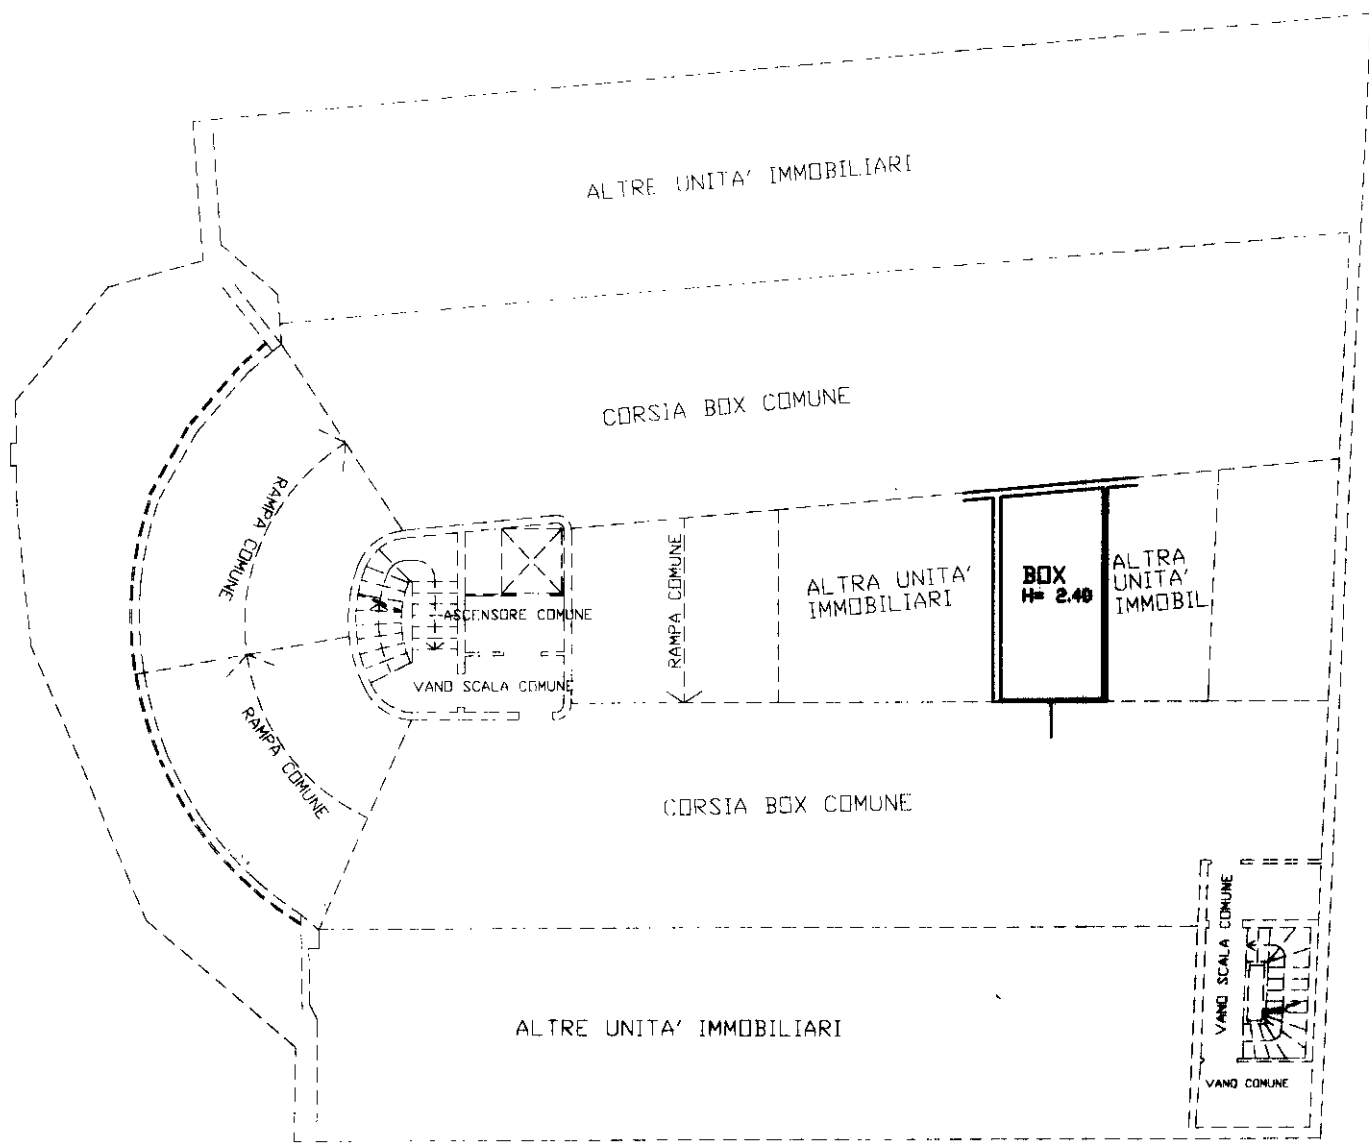 ALTRE UNITA' IMMOBILIARI
CORSIA BOX COMUNE
RAMPA COMUNE
RAMPA COMUNE
ASCENSORE COMUNE
VANO SCALA COMUNE
RAMPA COMUNE
ALTRA UNITA'
IMMOBILIARI
BOX
H= 2.40
ALTRA
UNITA'
IMMOBIL
CORSIA BOX COMUNE
VANO SCALA COMUNE
ALTRE UNITA' IMMOBILIARI
VANO COMUNE